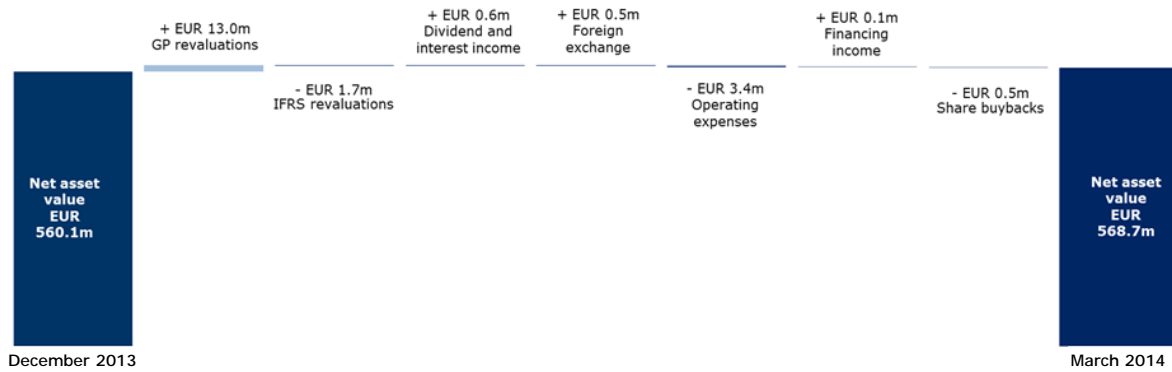 + EUR 13.0m
GP revaluations
- EUR 1.7m
IFRS revaluations
+ EUR 0.6m
Dividend and
interest income
+ EUR 0.5m
Foreign
exchange
- EUR 3.4m
Operating
expenses
+ EUR 0.1m
Financing
income
- EUR 0.5m
Share buybacks
Net asset
value
EUR
560.1m
Net asset
value
EUR
568.7m
December 2013
March 2014